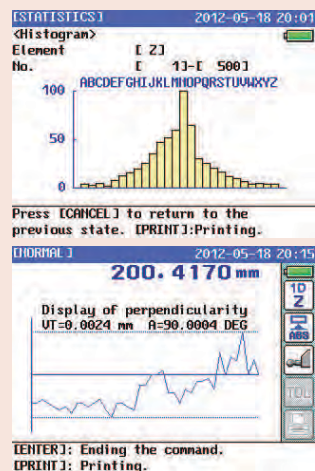 [STATISTICS] 2012-05-18 20:01
<Histogram>
Element [ Z]
No. [ 1]-[ 500]
ABCDEFGHIJKLMNOPQRSTUVWXYZ
100
50
0
Press [CANCEL] to return to the
previous state. [PRINT]:Printing.
[NORMAL ] 2012-05-18 20:15
200.4170 mm
1D
Z
Display of perpendicularity
VT=0.0024 mm A=90.0004 DEG
ABS
TOL
[ENTER]: Ending the command.
[PRINT]: Printing.